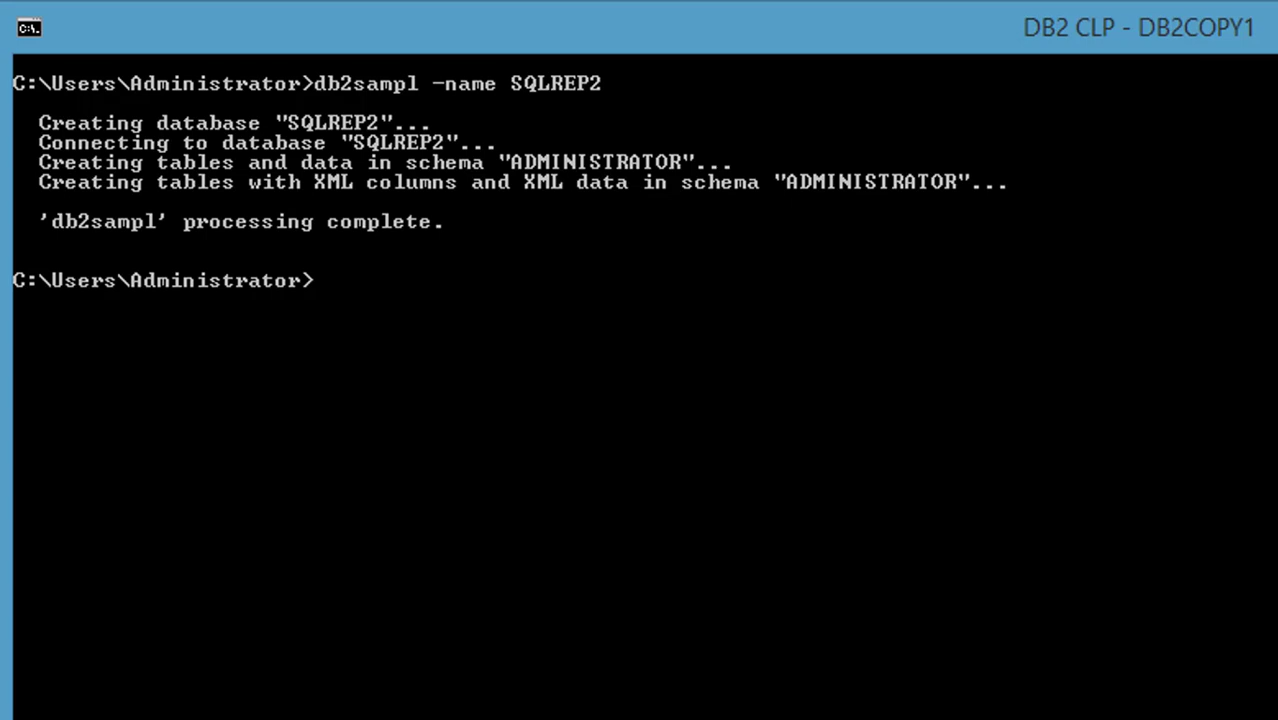 DB2 CLP - DB2COPY1
C:\Users\Administrator>db2sampl -name SQLREP2
Creating database "SQLREP2"...
Connecting to database "SQLREP2"...
Creating tables and data in schema "ADMINISTRATOR"...
Creating tables with XML columns and XML data in schema "ADMINISTRATOR"...
'db2sampl' processing complete.
C:\Users\Administrator>